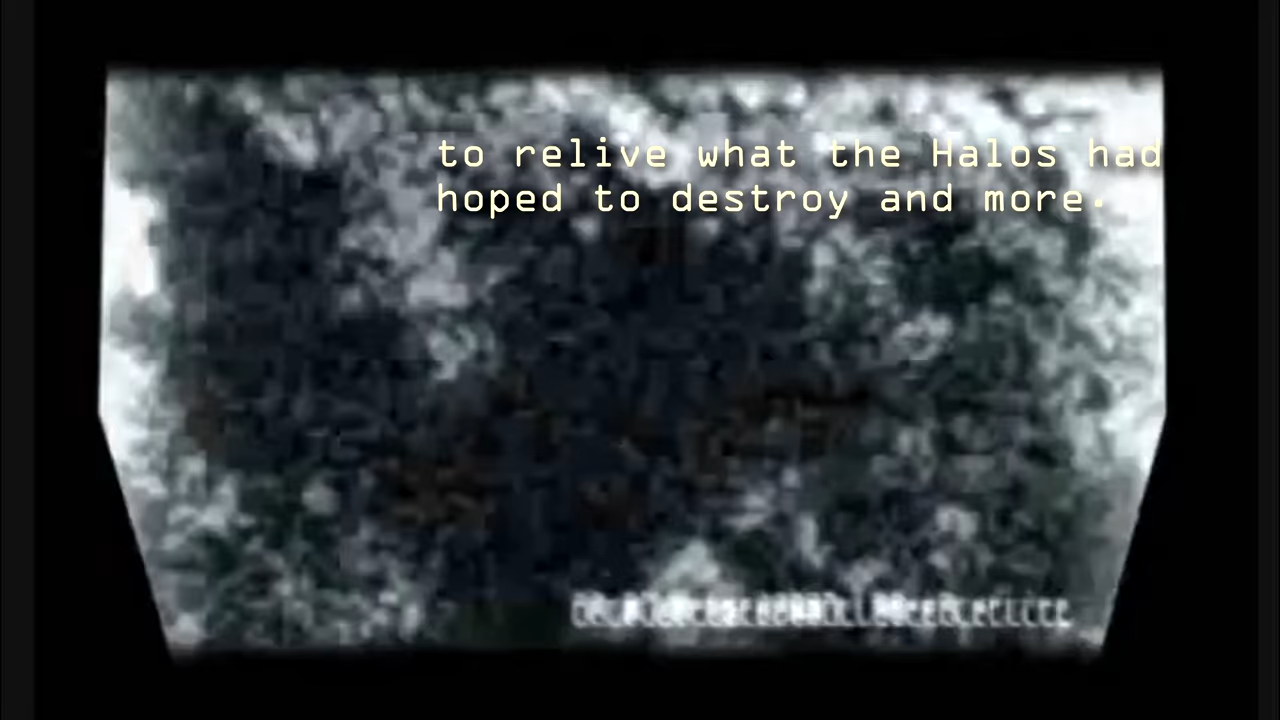 to relive what the Halos had
hoped to destroy and more.